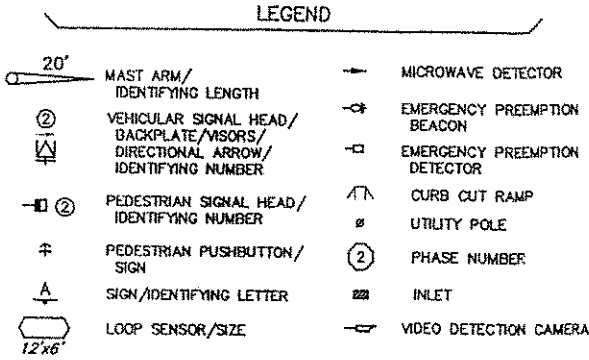 LEGEND
20'
MAST ARM/
IDENTIFYING LENGTH
2
VEHICULAR SIGNAL HEAD/
BACKPLATE/VISORS/
DIRECTIONAL ARROW/
IDENTIFYING NUMBER
2
PEDESTRIAN SIGNAL HEAD/
IDENTIFYING NUMBER
PEDESTRIAN PUSHBUTTON/
SIGN
A
SIGN/IDENTIFYING LETTER
LOOP SENSOR/SIZE
12'x6'
MICROWAVE DETECTOR
EMERGENCY PREEMPTION
BEACON
EMERGENCY PREEMPTION
DETECTOR
CURB CUT RAMP
UTILITY POLE
2
PHASE NUMBER
INLET
VIDEO DETECTION CAMERA